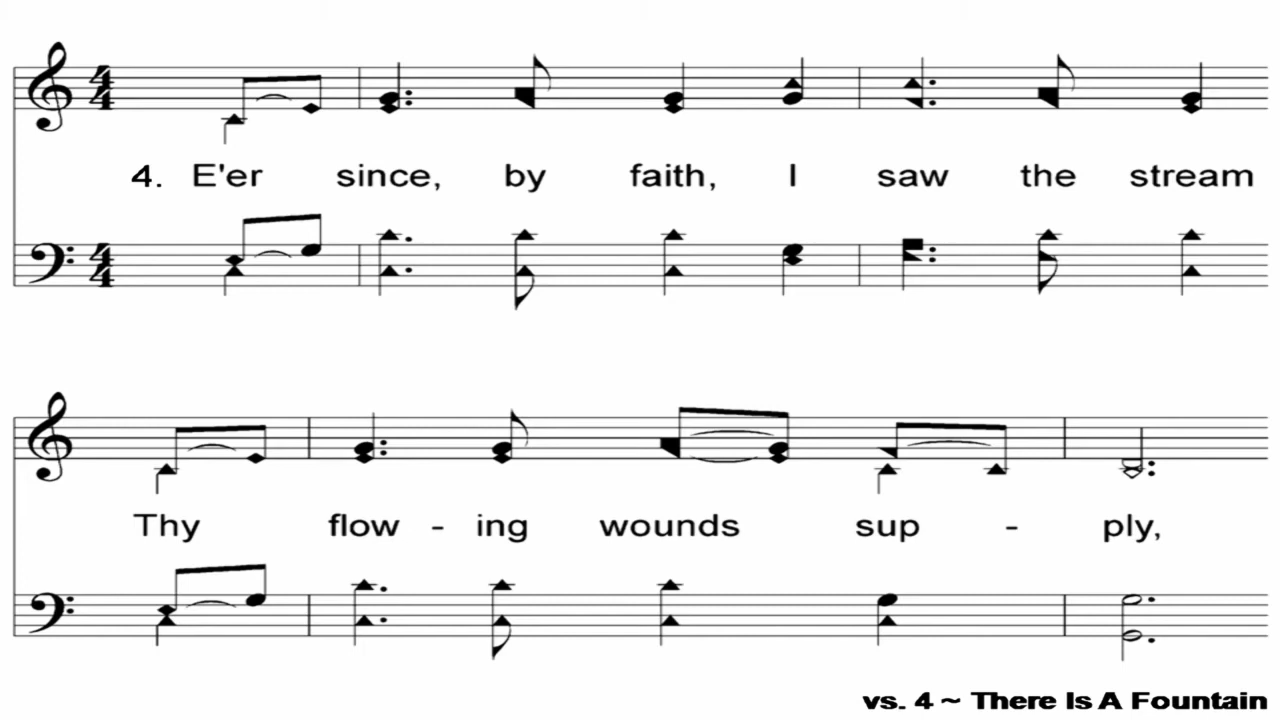 4. E'er since, by faith, I saw the stream
Thy flow - ing wounds sup - ply,
vs. 4 ~ There Is A Fountain